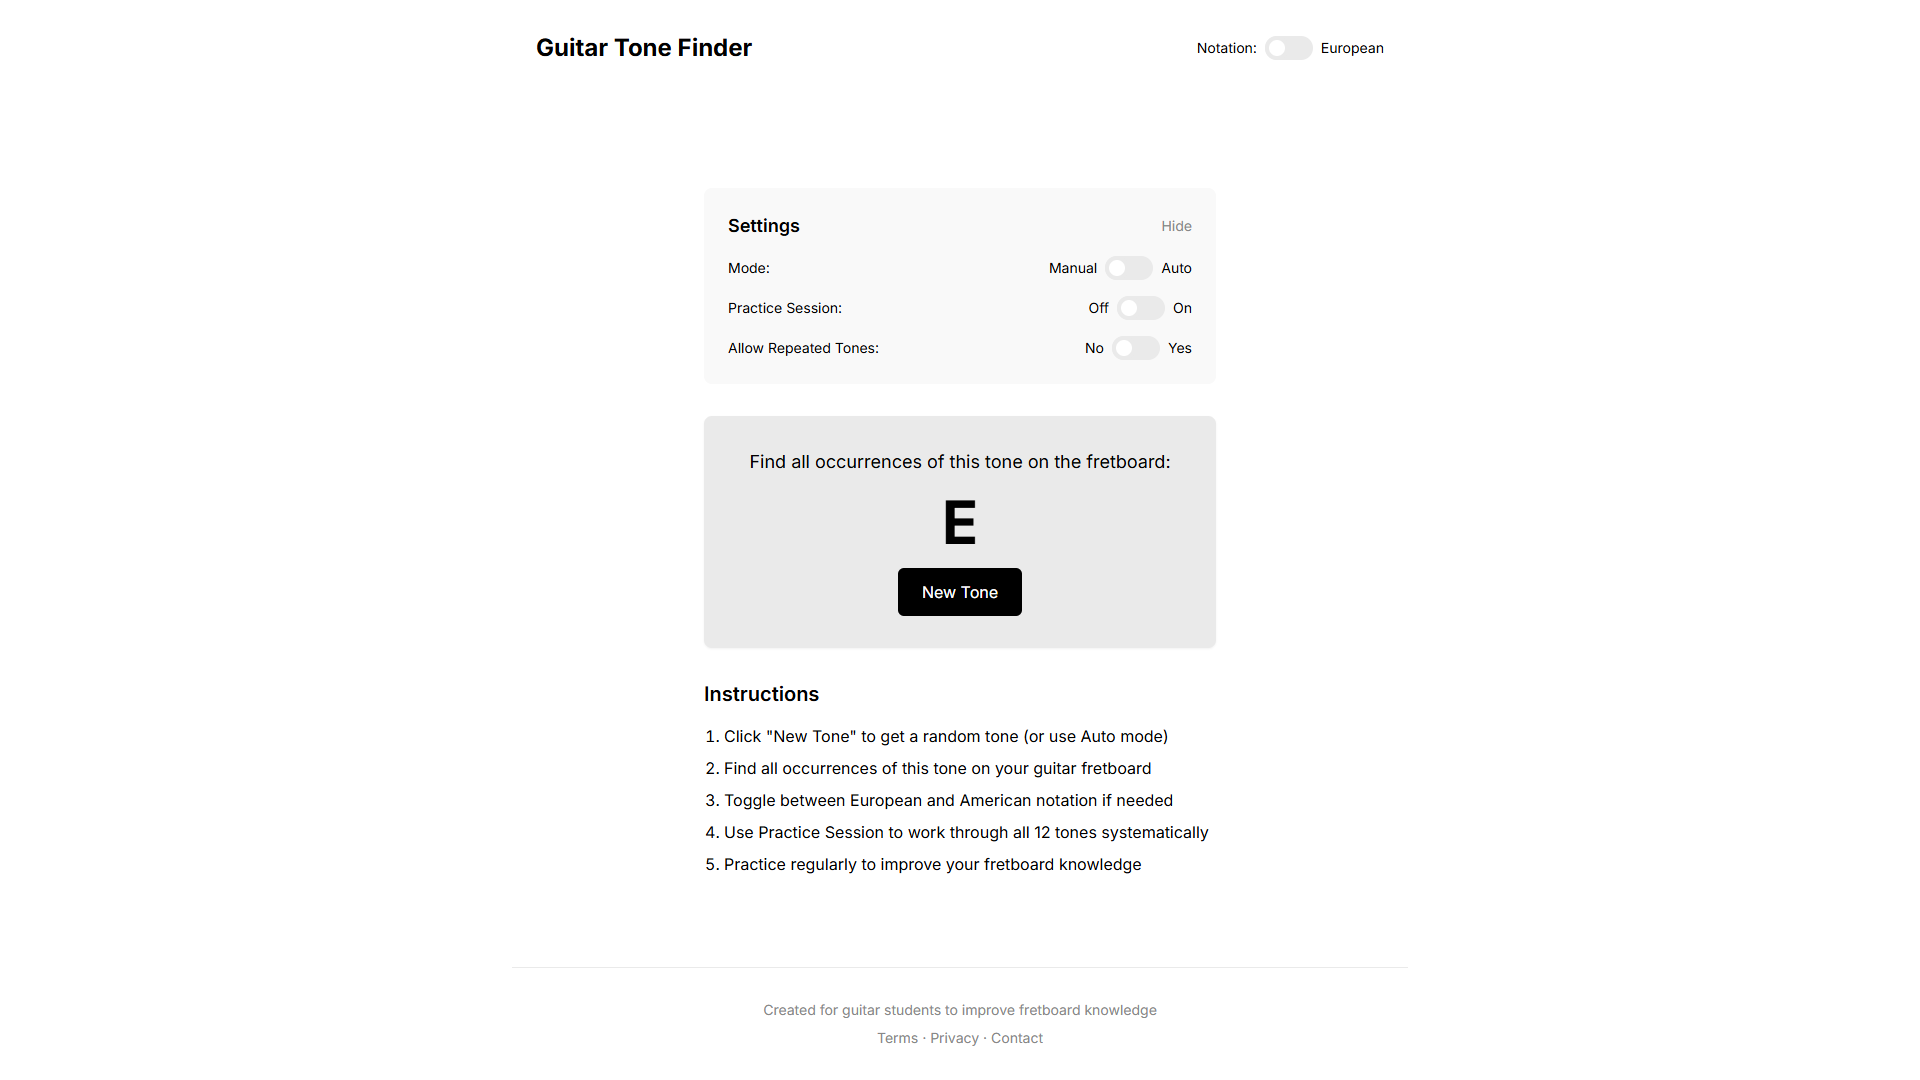 Guitar Tone Finder
Notation: European
Settings Hide
Mode: Manual Auto
Practice Session: Off On
Allow Repeated Tones: No Yes
Find all occurrences of this tone on the fretboard:
E
New Tone
Instructions
1. Click "New Tone" to get a random tone (or use Auto mode)
2. Find all occurrences of this tone on your guitar fretboard
3. Toggle between European and American notation if needed
4. Use Practice Session to work through all 12 tones systematically
5. Practice regularly to improve your fretboard knowledge
Created for guitar students to improve fretboard knowledge
Terms · Privacy · Contact